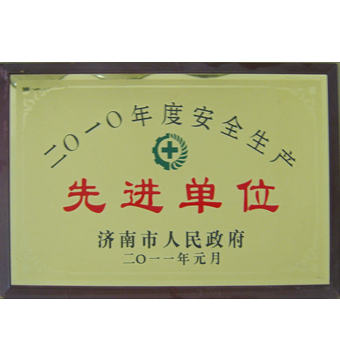 二〇一〇年度安全生产
先进单位
济南市人民政府
二〇一一年元月